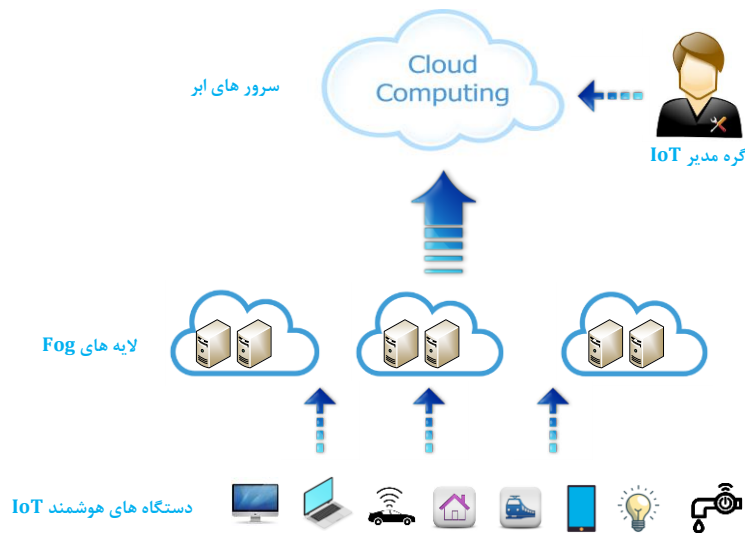 Cloud
Computing
سرور های ابر
گره مدیر IoT
لایه های Fog
دستگاه های هوشمند IoT